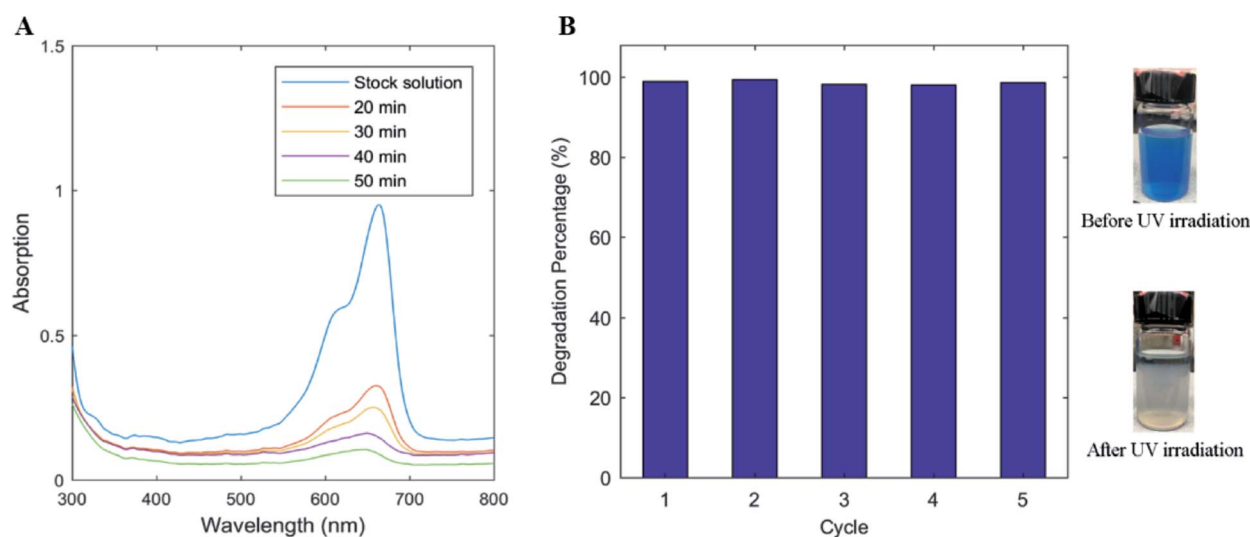 A
1.5
1
0.5
0
Absorption
Stock solution
20 min
30 min
40 min
50 min
300
400
500
600
700
800
Wavelength (nm)
B
100
80
60
40
20
0
Degradation Percentage (%)
1
2
3
4
5
Cycle
Before UV irradiation
After UV irradiation